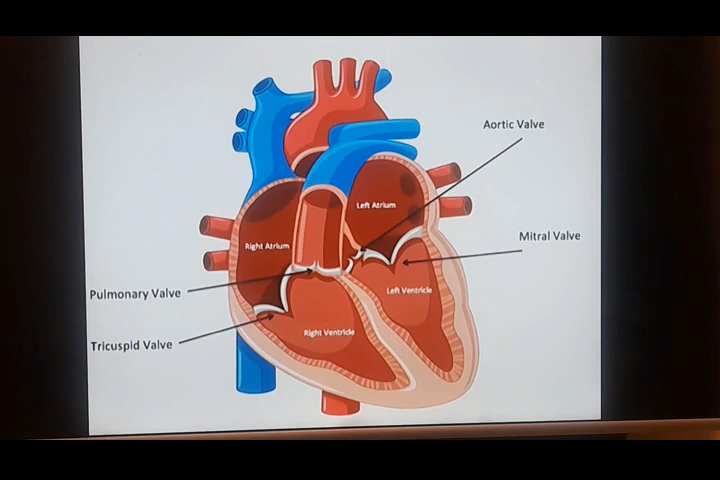 Aortic Valve
Left Atrium
Mitral Valve
Right Atrium
Pulmonary Valve
Left Ventricle
Right Ventricle
Tricuspid Valve